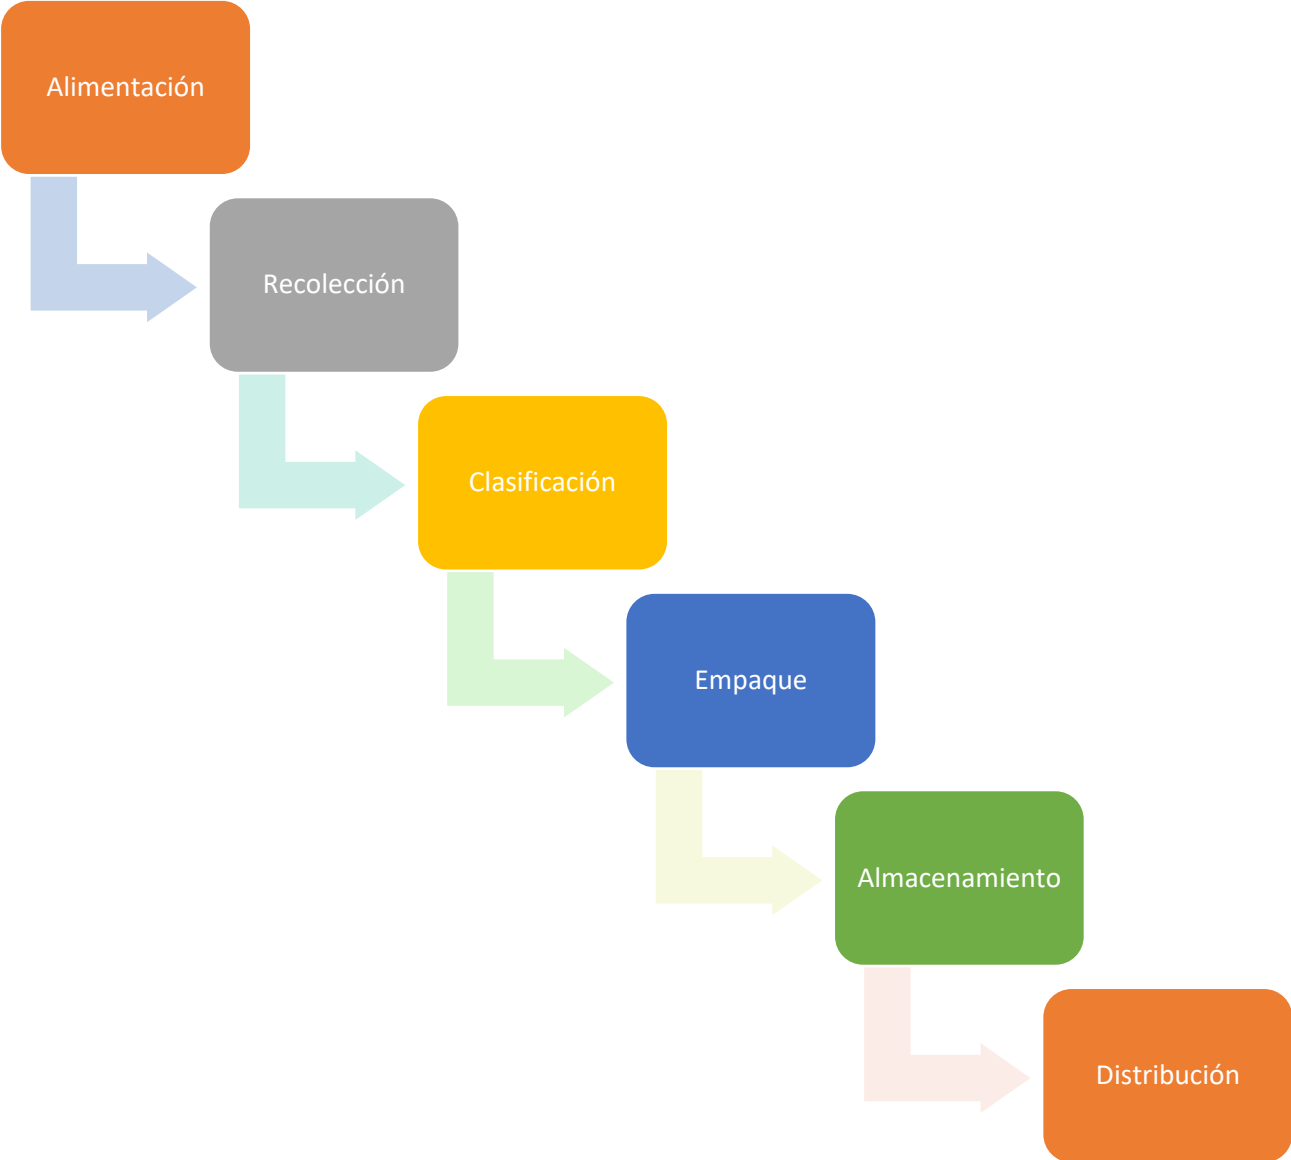 Alimentación
Recolección
Clasificación
Empaque
Almacenamiento
Distribución